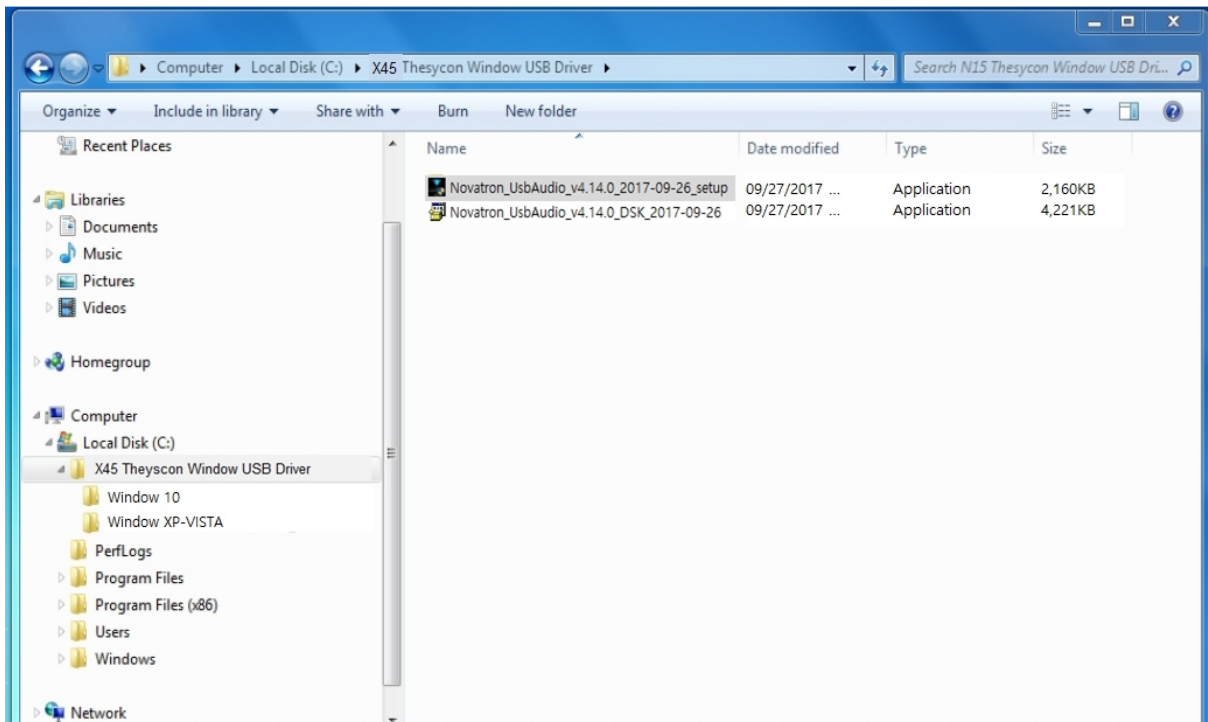 Computer ▸ Local Disk (C:) ▸ X45 Thesycon Window USB Driver ▸
Search N15 Thesycon Window USB Dri...
Organize Include in library Share with Burn New folder
Recent Places
Libraries
Documents
Music
Pictures
Videos
Homegroup
Computer
Local Disk (C:)
X45 Theyscon Window USB Driver
Window 10
Window XP-VISTA
PerfLogs
Program Files
Program Files (x86)
Users
Windows
Network
Name Date modified Type Size
Novatron_UsbAudio_v4.14.0_2017-09-26_setup 09/27/2017 ... Application 2,160KB
Novatron_UsbAudio_v4.14.0_DSK_2017-09-26 09/27/2017 ... Application 4,221KB